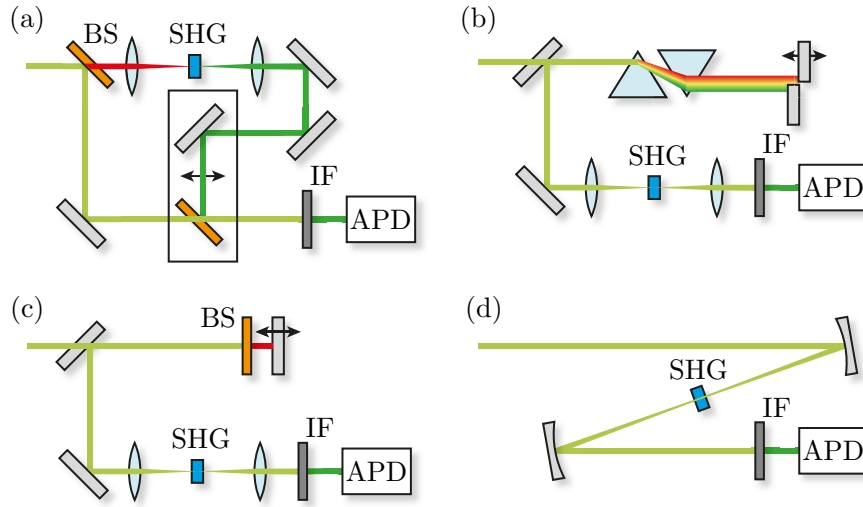 (a)
BS
SHG
IF
APD
(b)
SHG
IF
APD
(c)
BS
SHG
IF
APD
(d)
SHG
IF
APD